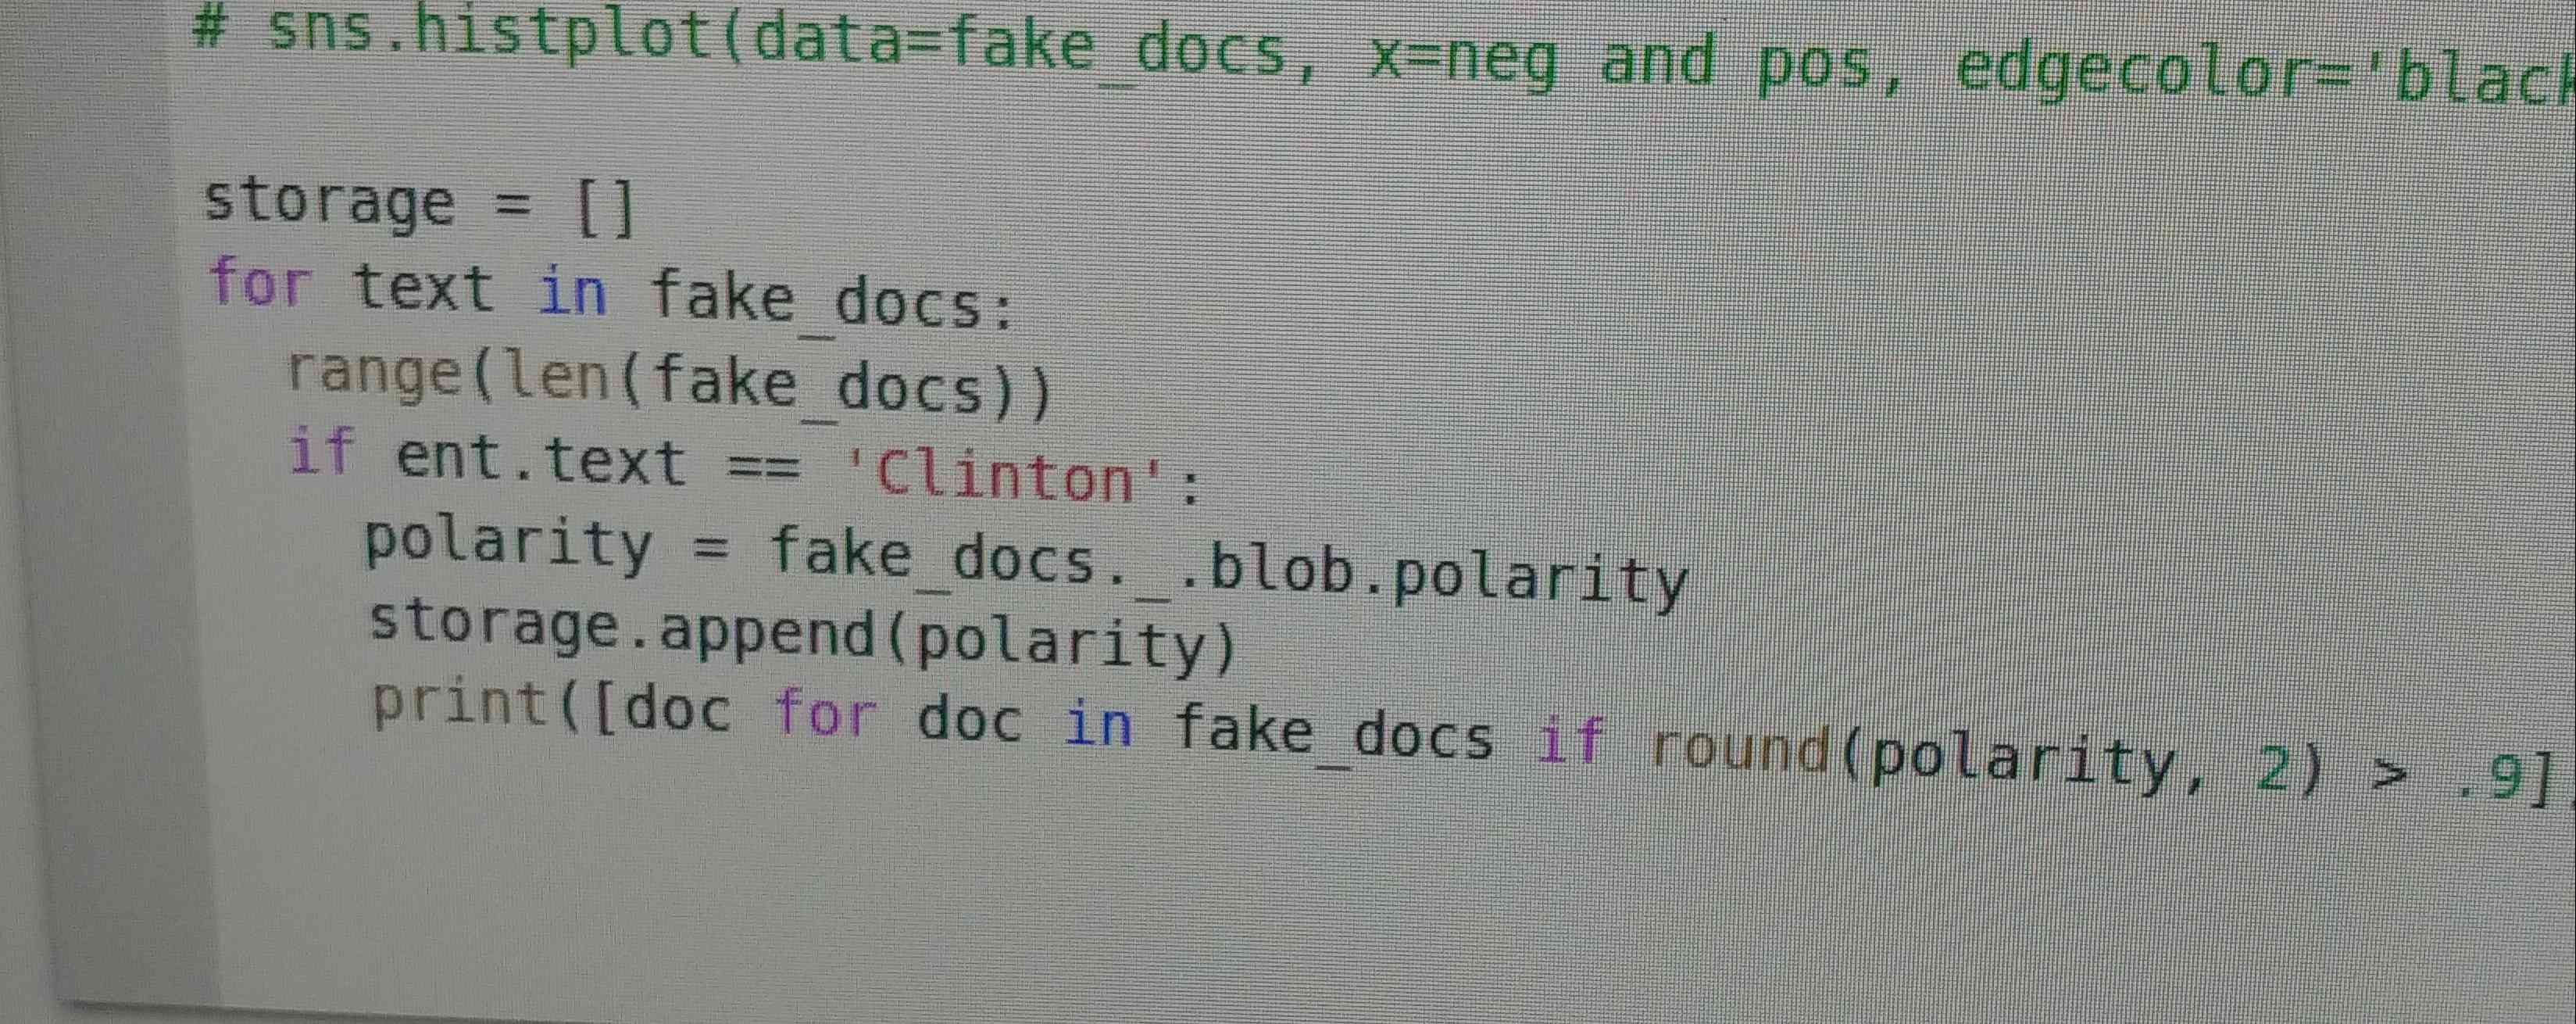 # sns.histplot(data=fake_docs, x=neg and pos, edgecolor='black
storage = []
for text in fake_docs:
  range(len(fake_docs))
  if ent.text == 'Clinton':
    polarity = fake_docs._.blob.polarity
    storage.append(polarity)
    print([doc for doc in fake_docs if round(polarity, 2) > .9]